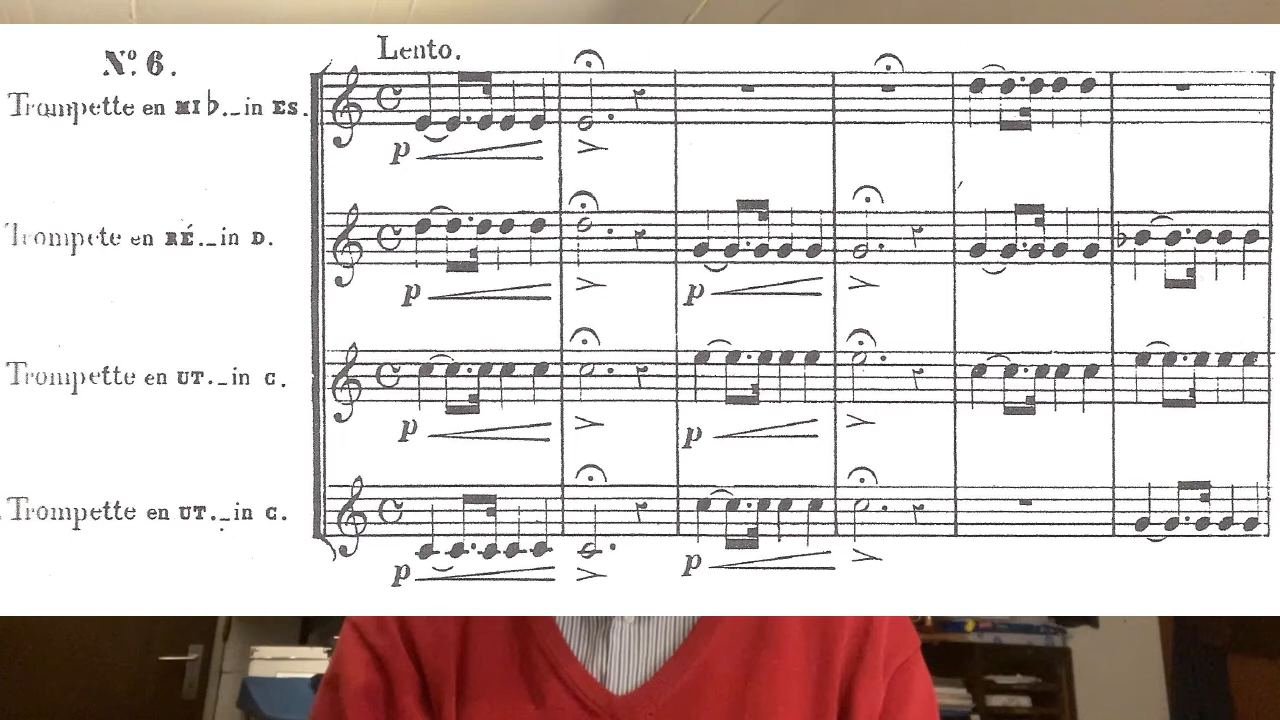 Nº 6.
Lento.
Trompette en MI♭._in ES.
p
Trompete en RÉ._in D.
p p
Trompette en UT._in C.
p p
Trompette en UT._in C.
p p